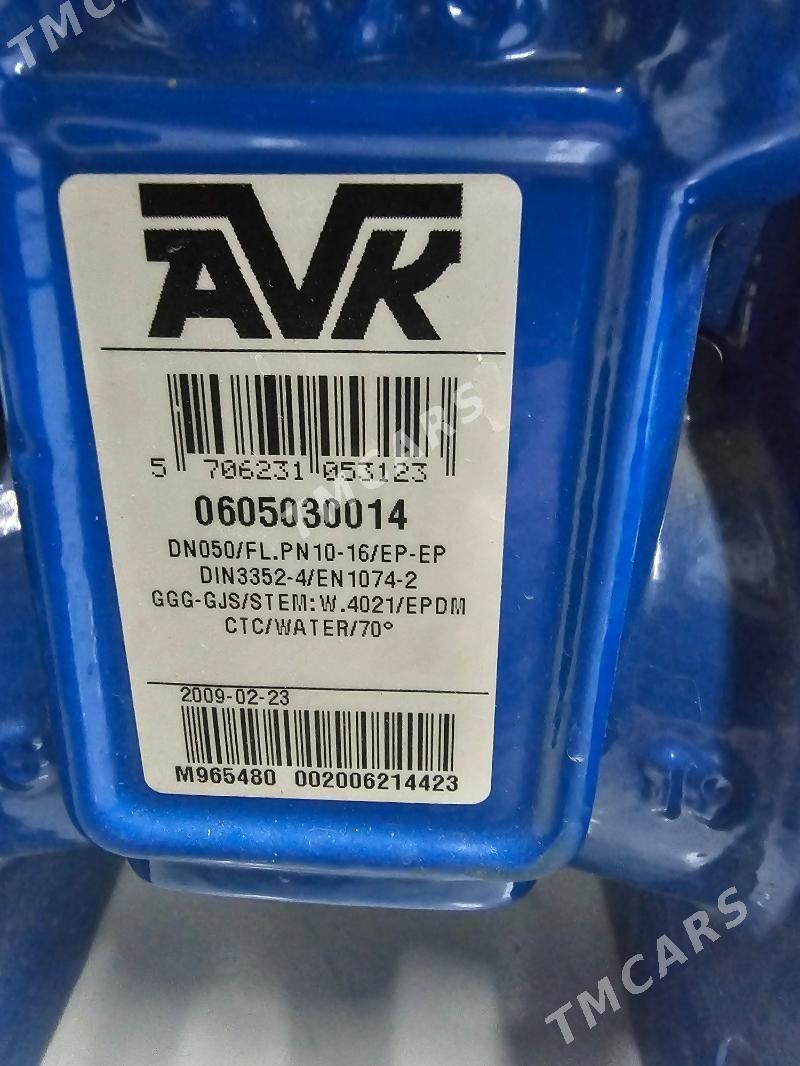 TMCARS
AVK
5 706231 053123
TMCARS
0605030014
DN050/FL.PN10-16/EP-EP
DIN3352-4/EN1074-2
GGG-GJS/STEM:W.4021/EPDM
CTC/WATER/70°
2009-02-23
M965480 002006214423
TMCARS